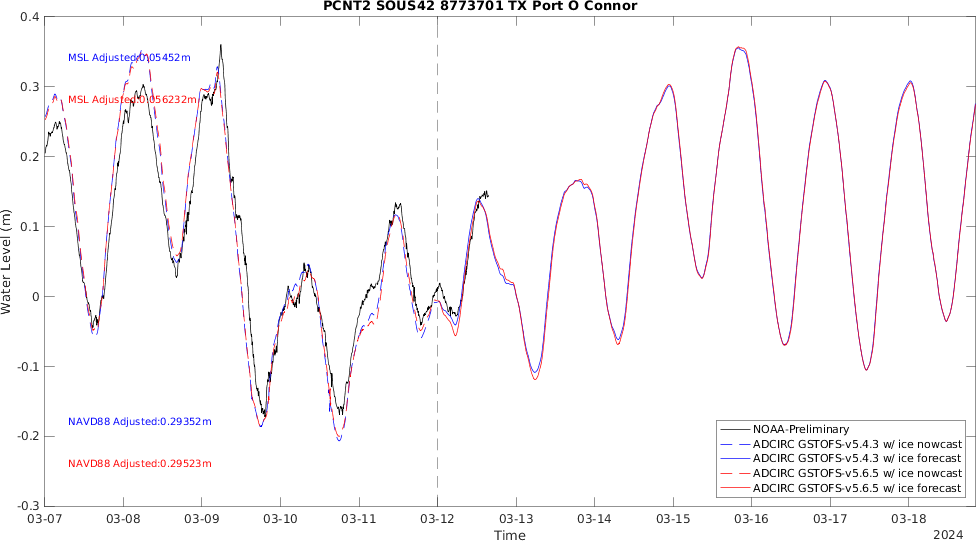 PCNT2 SOUS42 8773701 TX Port O Connor
0.4
0.3
0.2
0.1
0
-0.1
-0.2
-0.3
Water Level (m)
MSL Adjusted:0.05452m
MSL Adjusted:0.056232m
NAVD88 Adjusted:0.29352m
NAVD88 Adjusted:0.29523m
NOAA-Preliminary
ADCIRC GSTOFS-v5.4.3 w/ ice nowcast
ADCIRC GSTOFS-v5.4.3 w/ ice forecast
ADCIRC GSTOFS-v5.6.5 w/ ice nowcast
ADCIRC GSTOFS-v5.6.5 w/ ice forecast
03-07 03-08 03-09 03-10 03-11 03-12 03-13 03-14 03-15 03-16 03-17 03-18
Time
2024